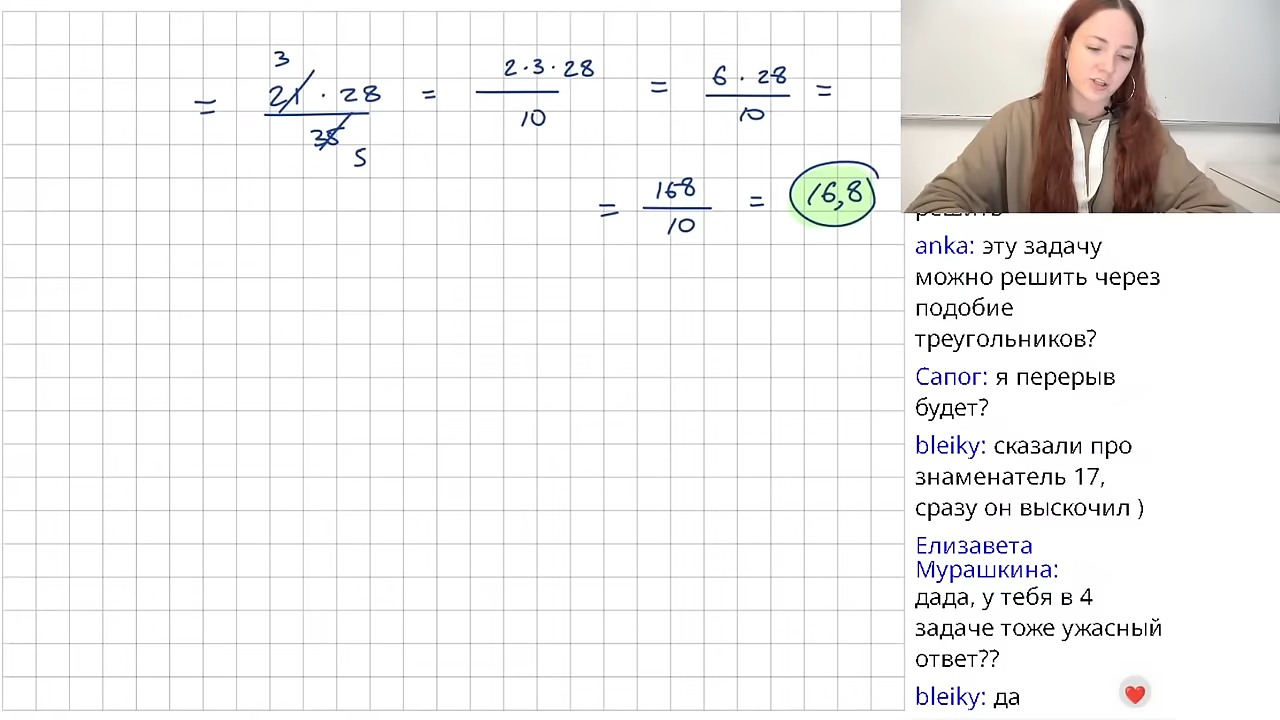 = 21 · 28 / 35 3 5 = 2 · 3 · 28 / 10 = 6 · 28 / 10 =
= 168 / 10 = 16,8
решить
anka: эту задачу
можно решить через
подобие
треугольников?
Сапог: я перерыв
будет?
bleiky: сказали про
знаменатель 17,
сразу он выскочил )
Елизавета
Мурашкина:
дада, у тебя в 4
задаче тоже ужасный
ответ??
bleiky: да